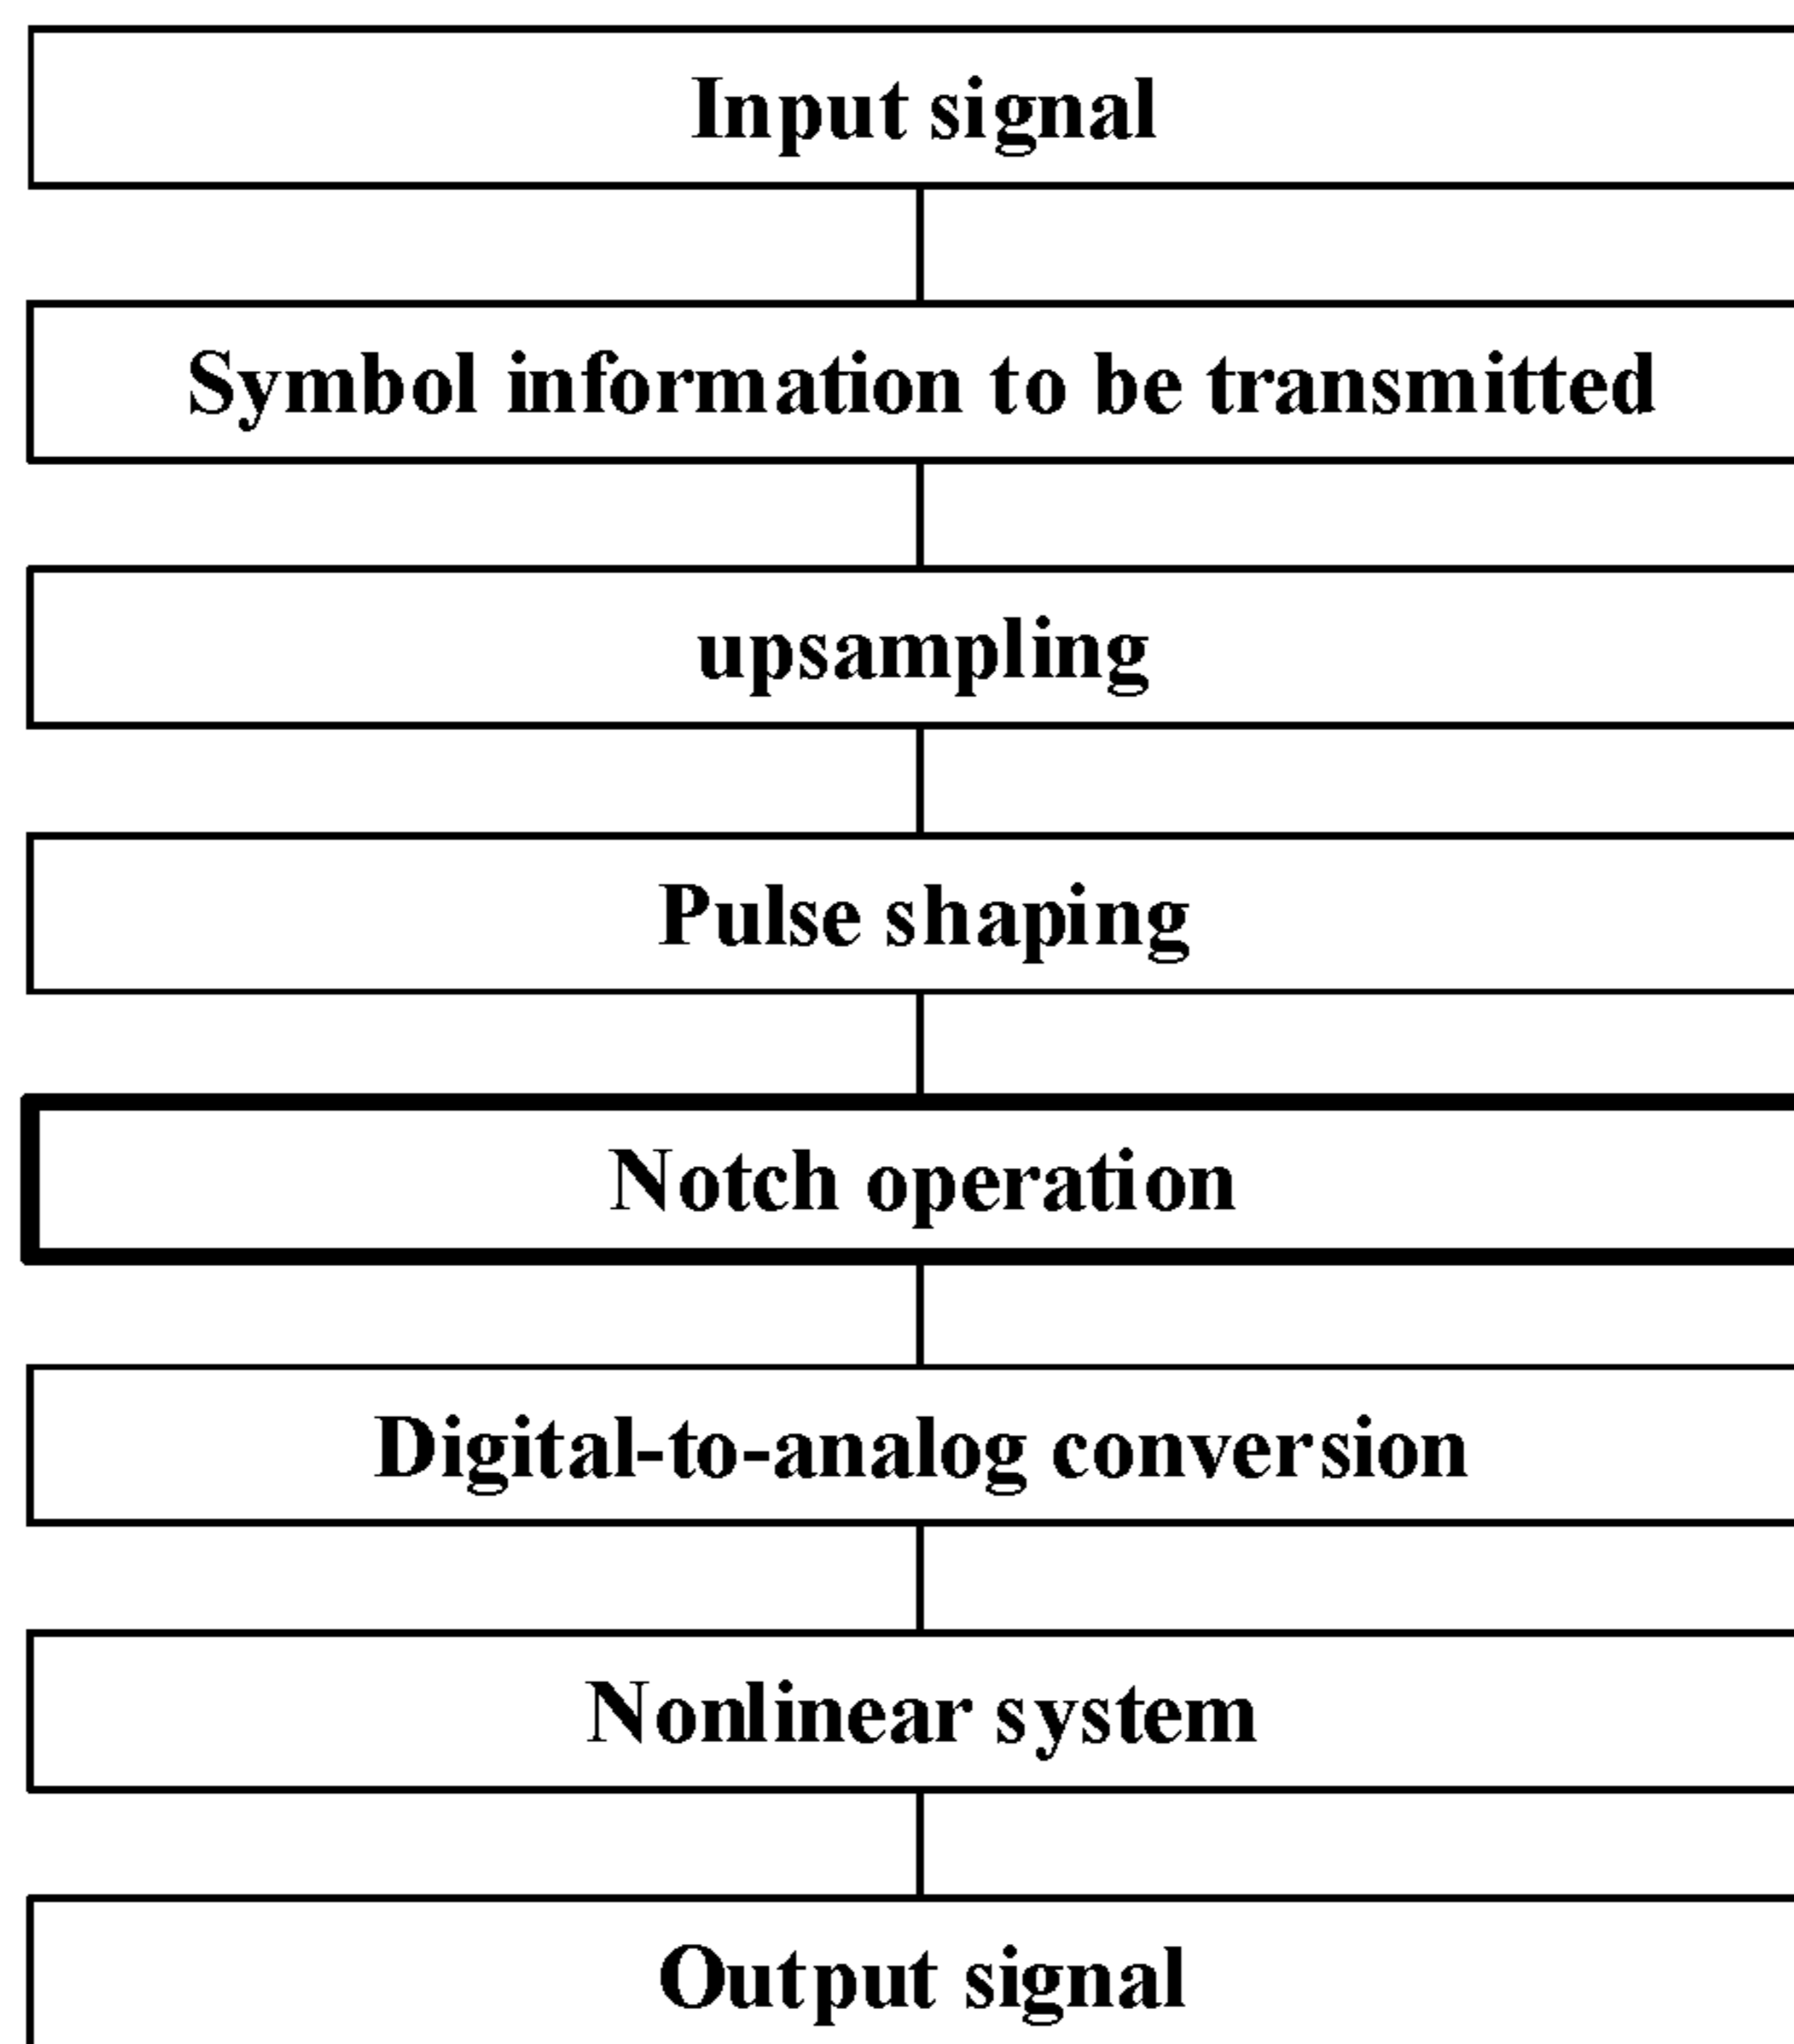 Input signal
Symbol information to be transmitted
upsampling
Pulse shaping
Notch operation
Digital-to-analog conversion
Nonlinear system
Output signal